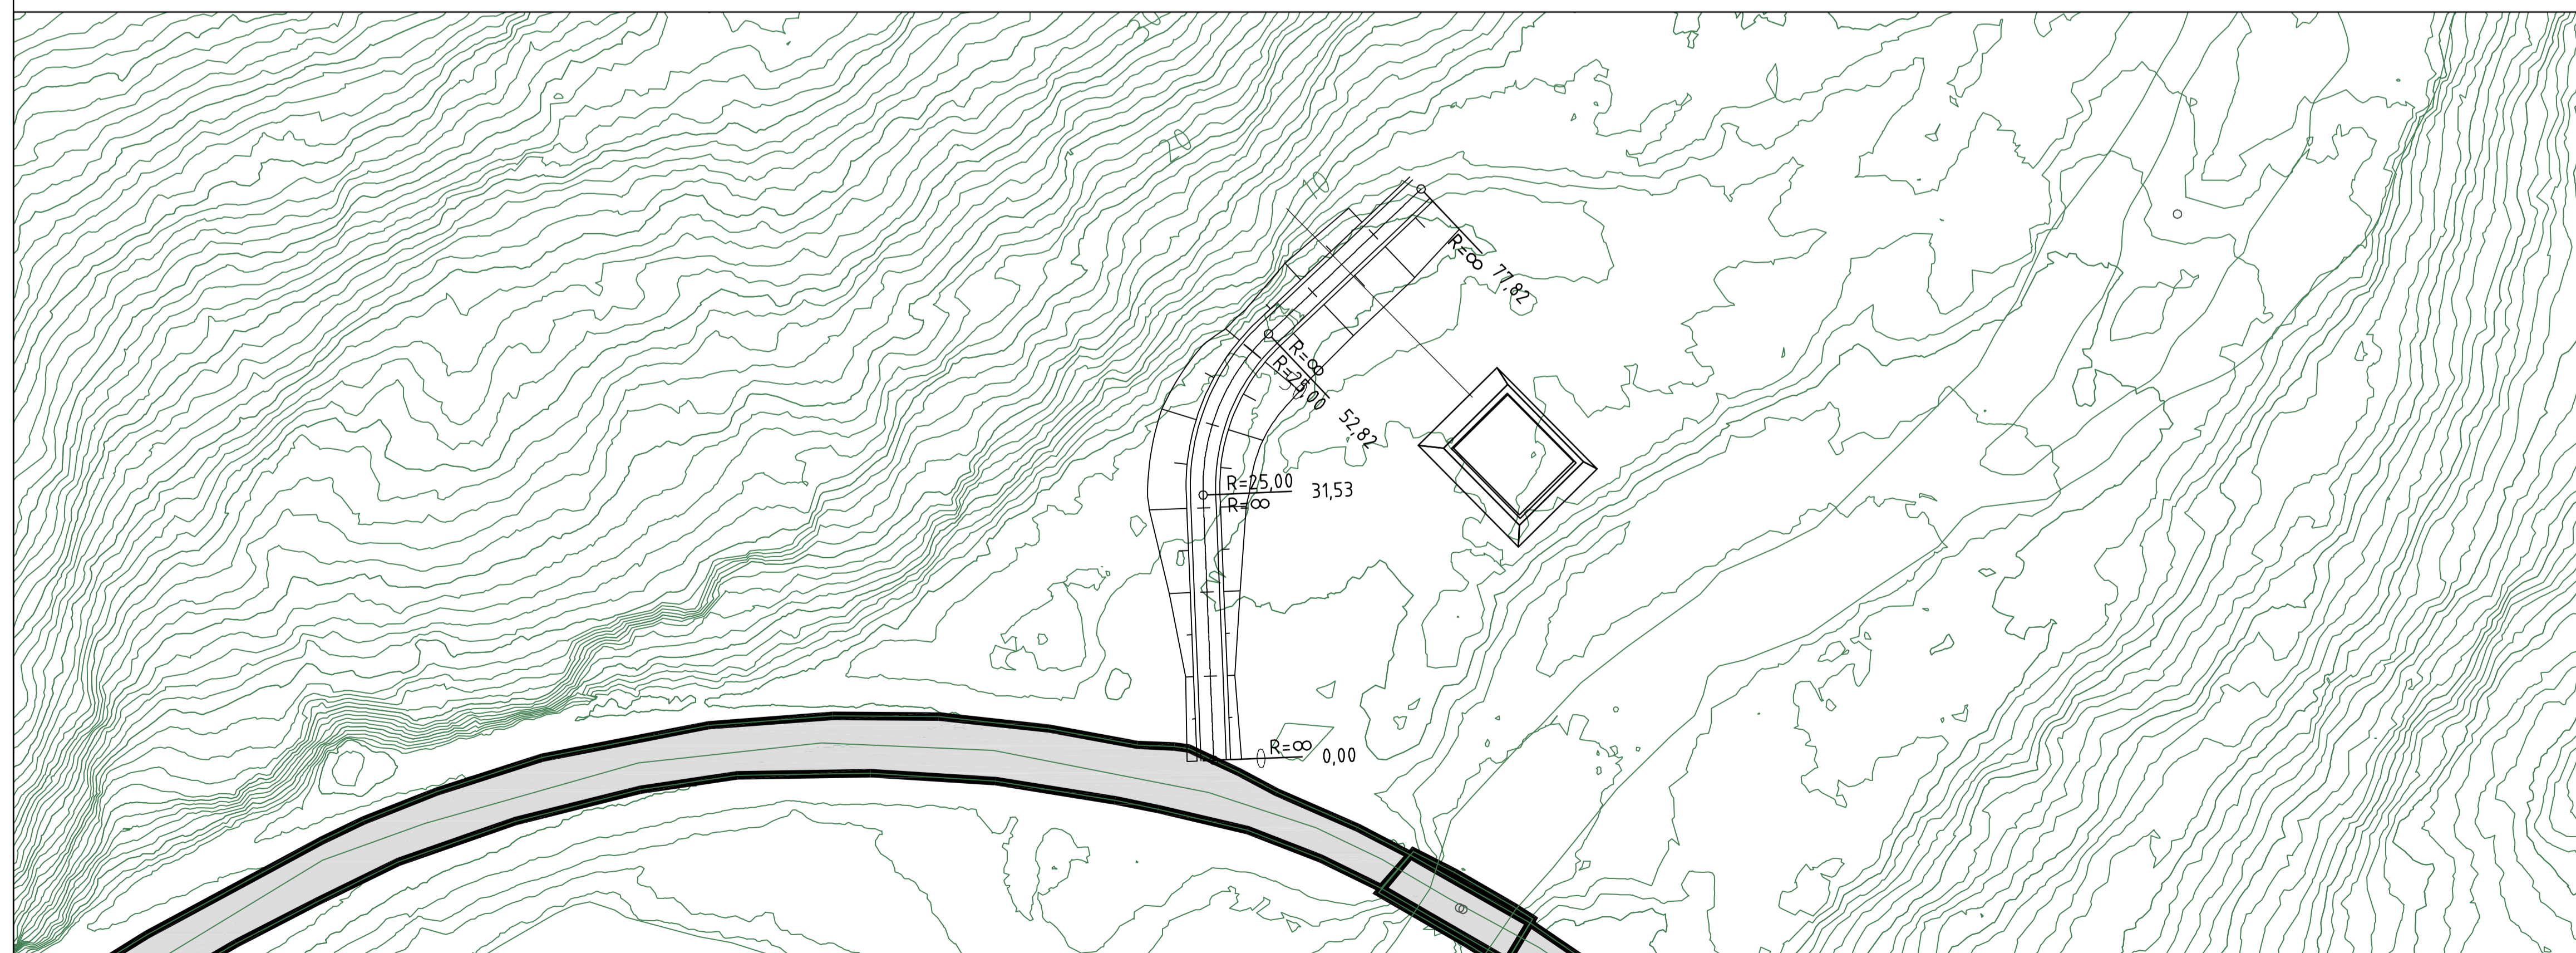 20
10
R=∞ 77,82
R=∞
R=25,00 52,82
R=25,00 31,53
R=∞
R=∞ 0,00